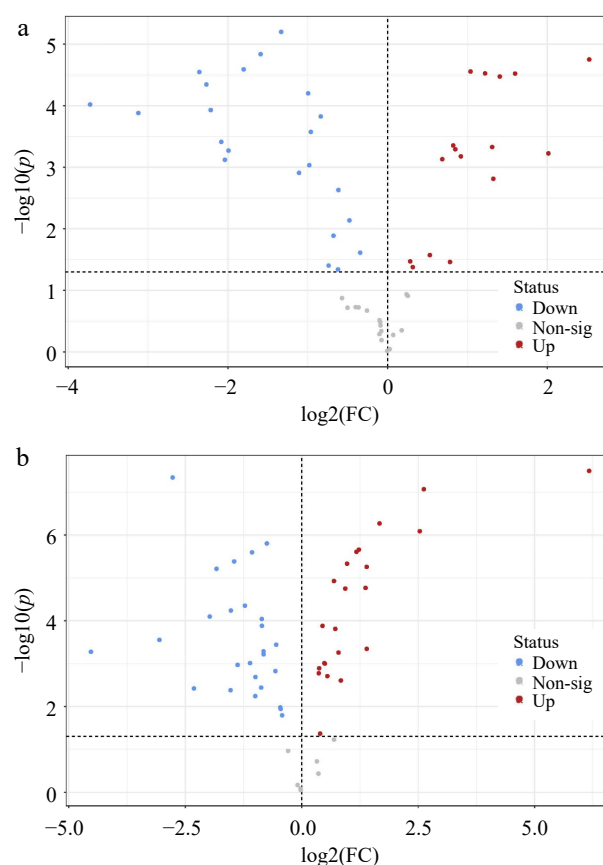 a
5
4
3
2
1
0
−log10(p)
Status
Down
Non-sig
Up
−4
−2
0
2
log2(FC)
b
6
4
2
0
−log10(p)
Status
Down
Non-sig
Up
−5.0
−2.5
0.0
2.5
5.0
log2(FC)